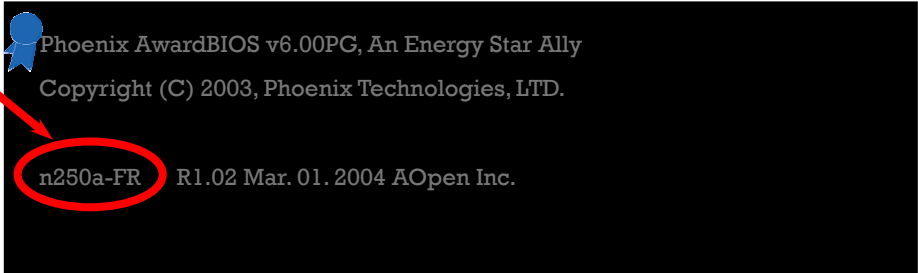 Phoenix AwardBIOS v6.00PG, An Energy Star Ally
Copyright (C) 2003, Phoenix Technologies, LTD.
n250a-FR R1.02 Mar. 01. 2004 AOpen Inc.